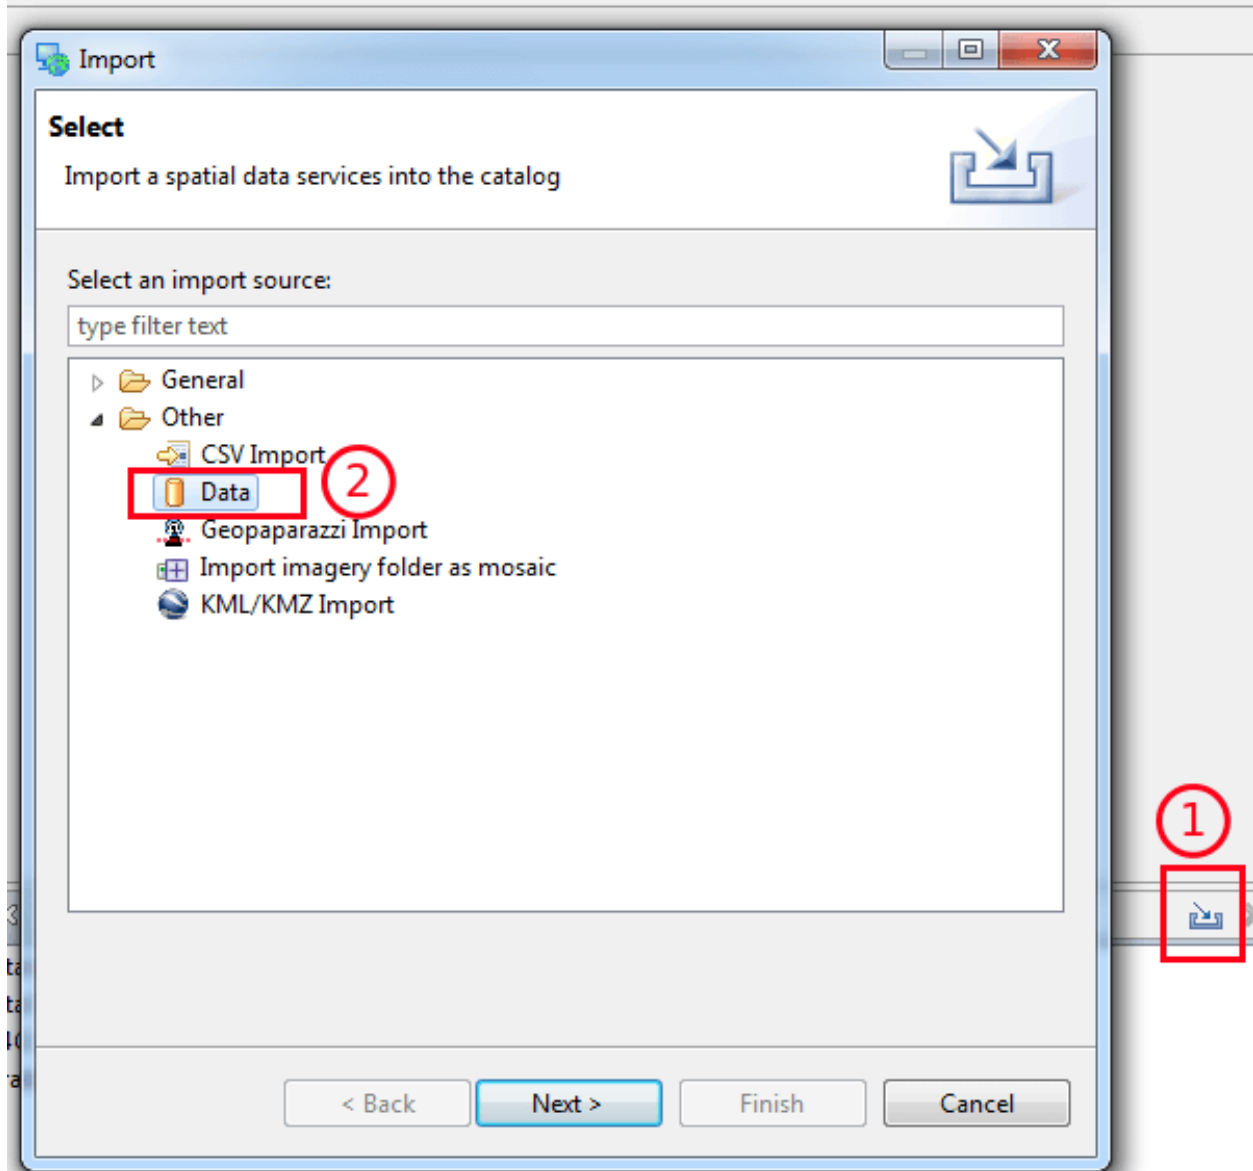 Import
Select
Import a spatial data services into the catalog
Select an import source:
type filter text
General
Other
CSV Import
2
Data
Geopaparazzi Import
Import imagery folder as mosaic
KML/KMZ Import
1
< Back
Next >
Finish
Cancel